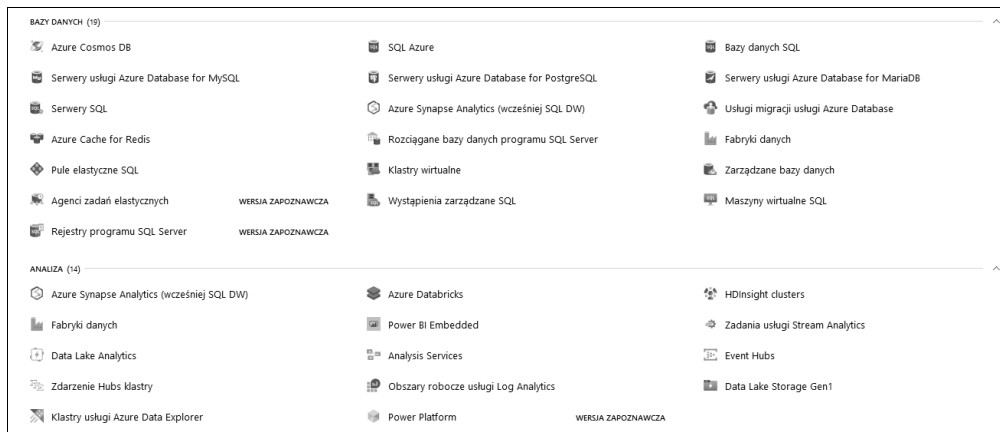 BAZY DANYCH (19)
Azure Cosmos DB SQL Azure Bazy danych SQL
Serwery usługi Azure Database for MySQL Serwery usługi Azure Database for PostgreSQL Serwery usługi Azure Database for MariaDB
Serwery SQL Azure Synapse Analytics (wcześniej SQL DW) Usługi migracji usługi Azure Database
Azure Cache for Redis Rozciągane bazy danych programu SQL Server Fabryki danych
Pule elastyczne SQL Klastry wirtualne Zarządzane bazy danych
Agenci zadań elastycznych WERSJA ZAPOZNAWCZA Wystąpienia zarządzane SQL Maszyny wirtualne SQL
Rejestry programu SQL Server WERSJA ZAPOZNAWCZA
ANALIZA (14)
Azure Synapse Analytics (wcześniej SQL DW) Azure Databricks HDInsight clusters
Fabryki danych Power BI Embedded Zadania usługi Stream Analytics
Data Lake Analytics Analysis Services Event Hubs
Zdarzenie Hubs klastry Obszary robocze usługi Log Analytics Data Lake Storage Gen1
Klastry usługi Azure Data Explorer Power Platform WERSJA ZAPOZNAWCZA